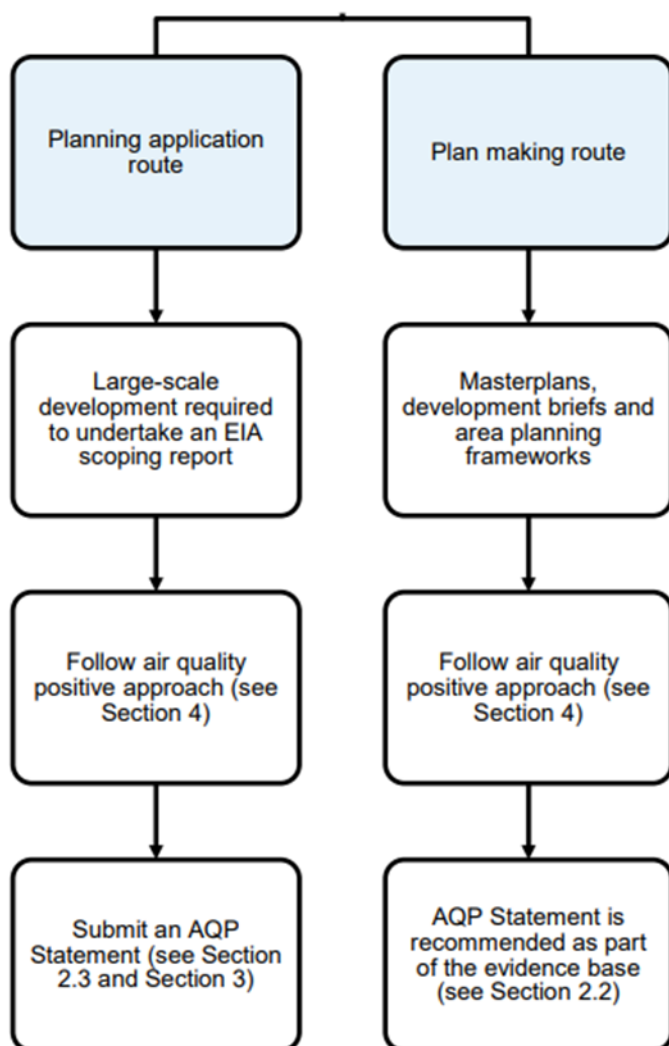 Planning application
route
Plan making route
Large-scale
development required
to undertake an EIA
scoping report
Masterplans,
development briefs and
area planning
frameworks
Follow air quality
positive approach (see
Section 4)
Follow air quality
positive approach (see
Section 4)
Submit an AQP
Statement (see Section
2.3 and Section 3)
AQP Statement is
recommended as part
of the evidence base
(see Section 2.2)